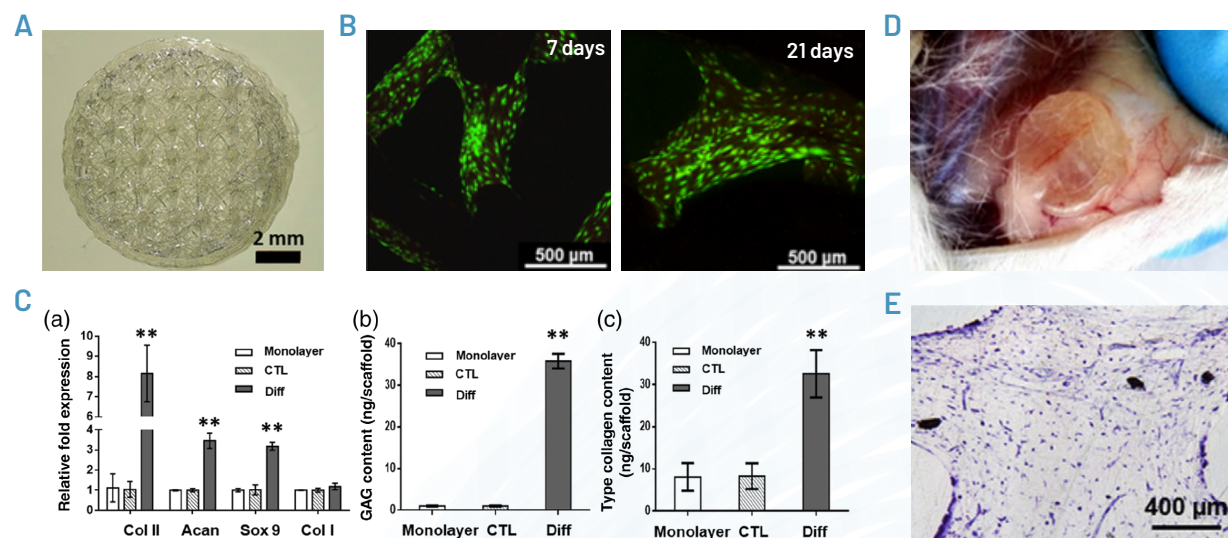 A
2 mm
B
7 days
500 µm
21 days
500 µm
D
C
(a)
Relative fold expression
10
8
6
4
3
2
1
0
**
**
**
Monolayer
CTL
Diff
Col II
Acan
Sox 9
Col I
(b)
GAG content (ng/scaffold)
40
30
20
10
0
**
Monolayer
CTL
Diff
Monolayer
CTL
Diff
(c)
Type collagen content
(ng/scaffold)
40
30
20
10
0
**
Monolayer
CTL
Diff
Monolayer
CTL
Diff
E
400 µm